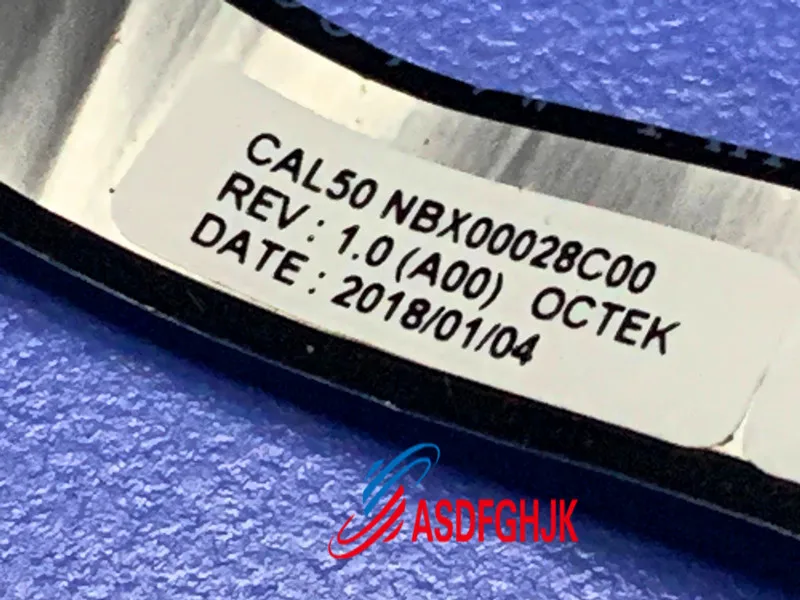 CAL50 NBX00028C00
REV : 1.0 (A00) OCTEK
DATE : 2018/01/04
ASDFGHJK